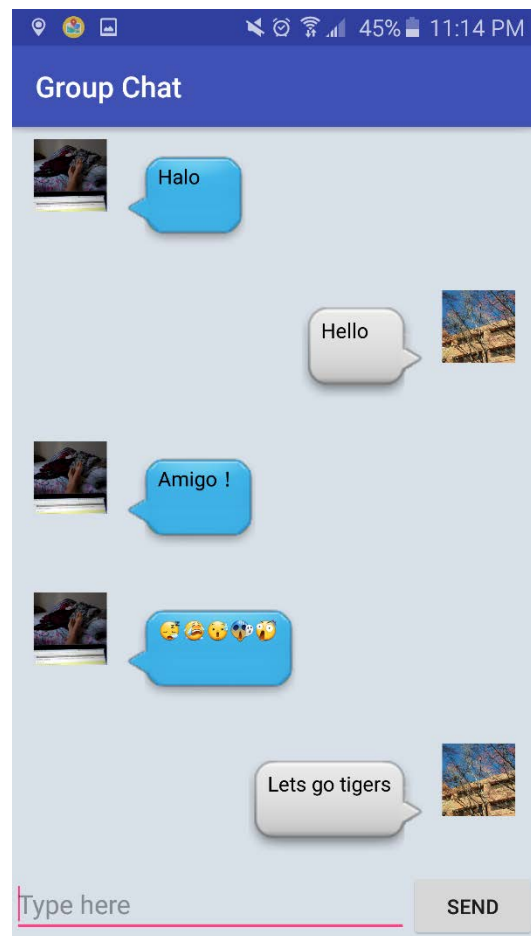 45% 11:14 PM
Group Chat
Halo
Hello
Amigo !
😴😭😯😱😲
Lets go tigers
Type here
SEND